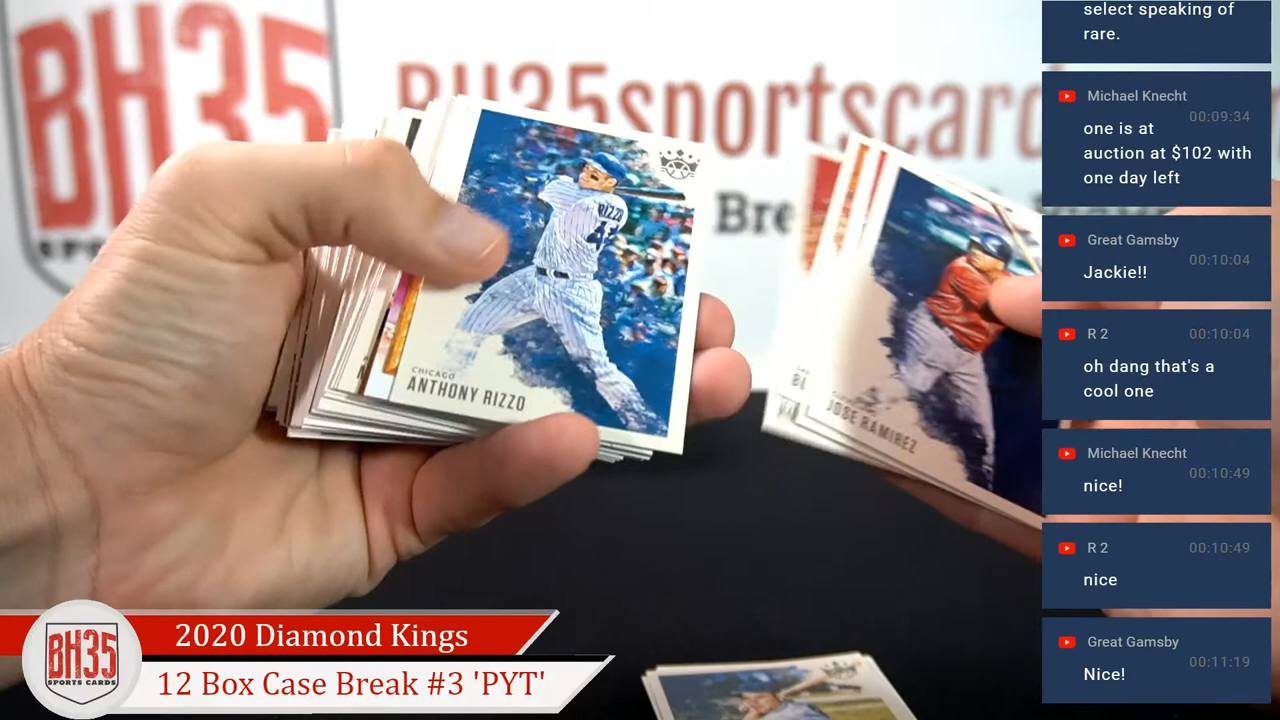 BH35
BH35sportscard
Bre
RIZZO
CHICAGO
ANTHONY RIZZO
JOSE RAMIREZ
select speaking of
rare.
Michael Knecht
00:09:34
one is at
auction at $102 with
one day left
Great Gamsby
00:10:04
Jackie!!
R 2
00:10:04
oh dang that's a
cool one
Michael Knecht
00:10:49
nice!
R 2
00:10:49
nice
Great Gamsby
00:11:19
Nice!
BH35
SPORTS CARDS
2020 Diamond Kings
12 Box Case Break #3 'PYT'